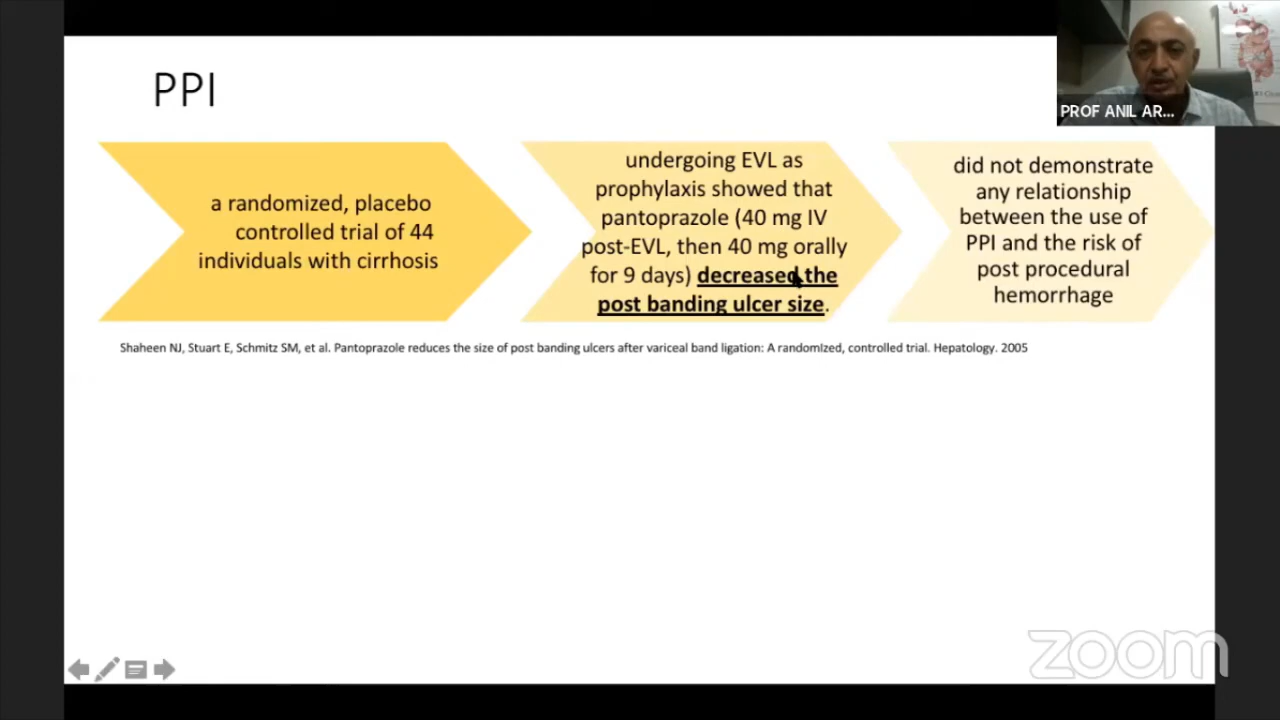 PPI
PROF ANIL AR...
a randomized, placebo
controlled trial of 44
individuals with cirrhosis
undergoing EVL as
prophylaxis showed that
pantoprazole (40 mg IV
post-EVL, then 40 mg orally
for 9 days) decreased the
post banding ulcer size.
did not demonstrate
any relationship
between the use of
PPI and the risk of
post procedural
hemorrhage
Shaheen NJ, Stuart E, Schmitz SM, et al. Pantoprazole reduces the size of post banding ulcers after variceal band ligation: A randomIzed, controlled trial. Hepatology. 2005
zoom